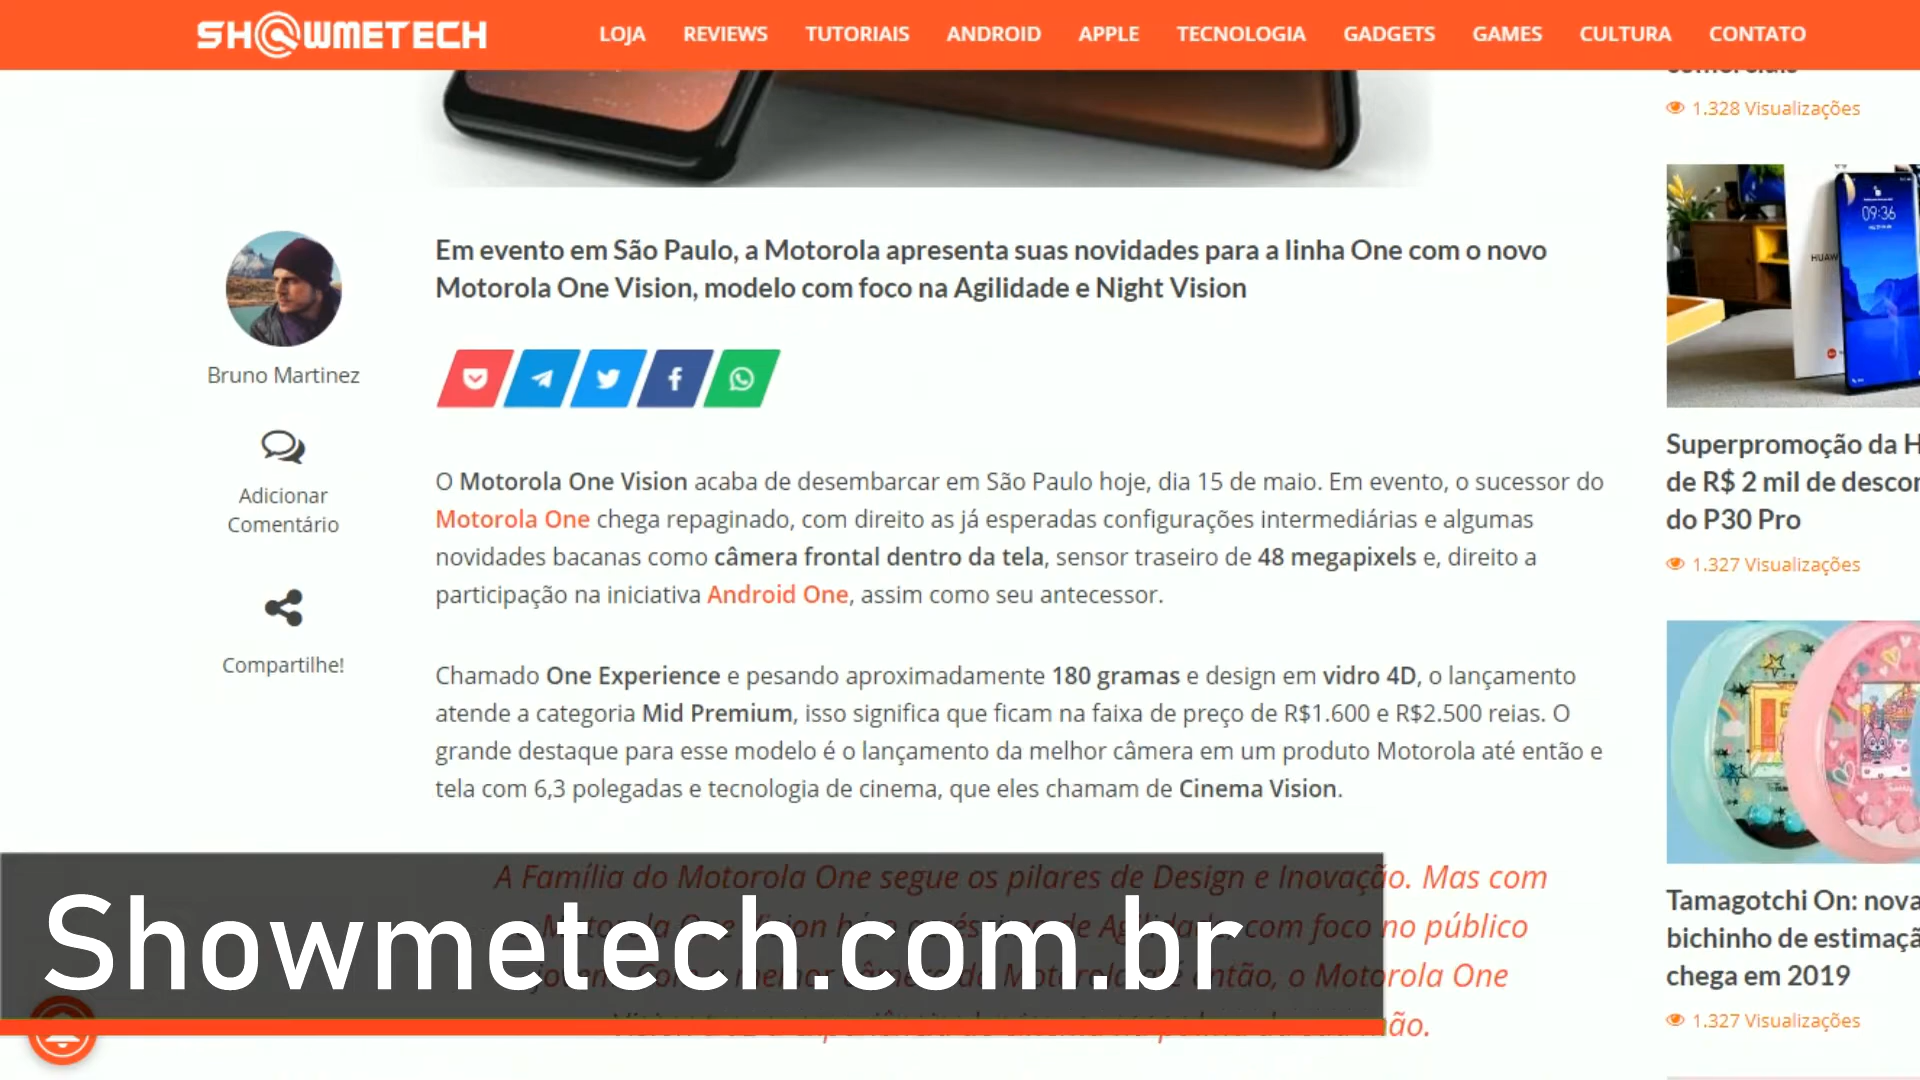 SHOWMETECH
LOJA REVIEWS TUTORIAIS ANDROID APPLE TECNOLOGIA GADGETS GAMES CULTURA CONTATO
1.328 Visualizações
Em evento em São Paulo, a Motorola apresenta suas novidades para a linha One com o novo
Motorola One Vision, modelo com foco na Agilidade e Night Vision
Bruno Martinez
Adicionar
Comentário
Compartilhe!
O Motorola One Vision acaba de desembarcar em São Paulo hoje, dia 15 de maio. Em evento, o sucessor do
Motorola One chega repaginado, com direito as já esperadas configurações intermediárias e algumas
novidades bacanas como câmera frontal dentro da tela, sensor traseiro de 48 megapixels e, direito a
participação na iniciativa Android One, assim como seu antecessor.
Chamado One Experience e pesando aproximadamente 180 gramas e design em vidro 4D, o lançamento
atende a categoria Mid Premium, isso significa que ficam na faixa de preço de R$1.600 e R$2.500 reias. O
grande destaque para esse modelo é o lançamento da melhor câmera em um produto Motorola até então e
tela com 6,3 polegadas e tecnologia de cinema, que eles chamam de Cinema Vision.
A Família do Motorola One segue os pilares de Design e Inovação. Mas com
com foco no público
então, o Motorola One
Showmetech.com.br
09:36
HUAW
Superpromoção da H
de R$ 2 mil de descon
do P30 Pro
1.327 Visualizações
Tamagotchi On: nova
bichinho de estimaçã
chega em 2019
1.327 Visualizações